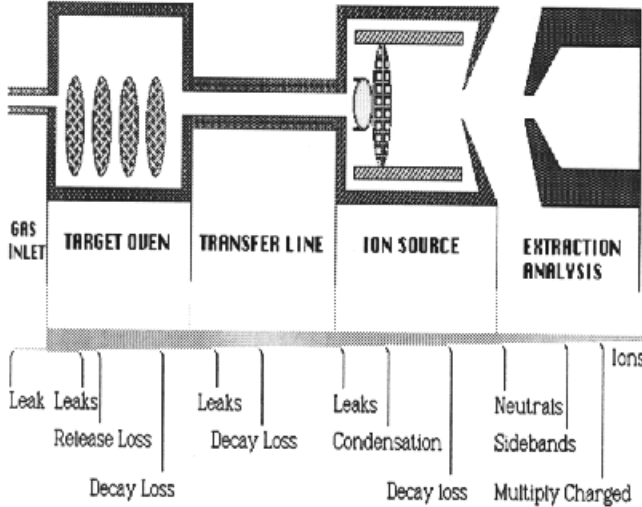 GAS
INLET
TARGET OVEN
TRANSFER LINE
ION SOURCE
EXTRACTION
ANALYSIS
Ions
Leak
Leaks
Release Loss
Decay Loss
Leaks
Decay Loss
Leaks
Condensation
Decay loss
Neutrals
Sidebands
Multiply Charged